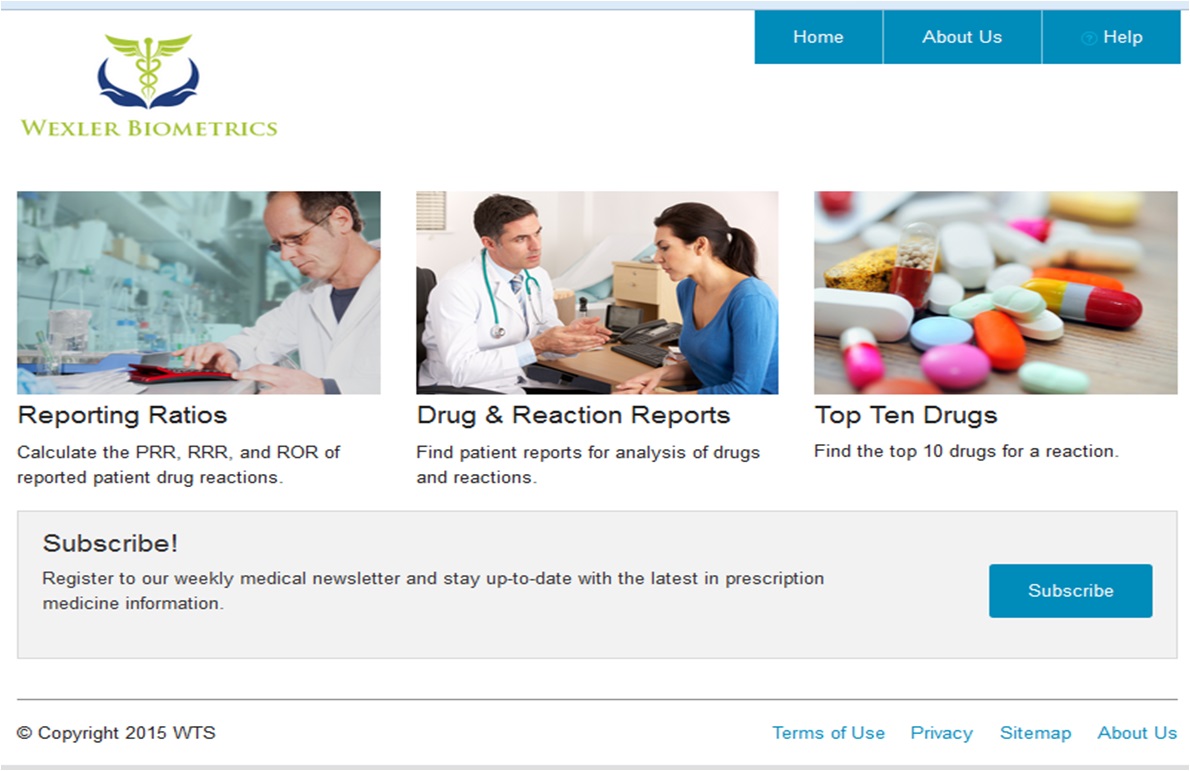 Home
About Us
? Help
WEXLER BIOMETRICS
Reporting Ratios
Calculate the PRR, RRR, and ROR of
reported patient drug reactions.
Drug & Reaction Reports
Find patient reports for analysis of drugs
and reactions.
Top Ten Drugs
Find the top 10 drugs for a reaction.
Subscribe!
Register to our weekly medical newsletter and stay up-to-date with the latest in prescription
medicine information.
Subscribe
© Copyright 2015 WTS
Terms of Use
Privacy
Sitemap
About Us